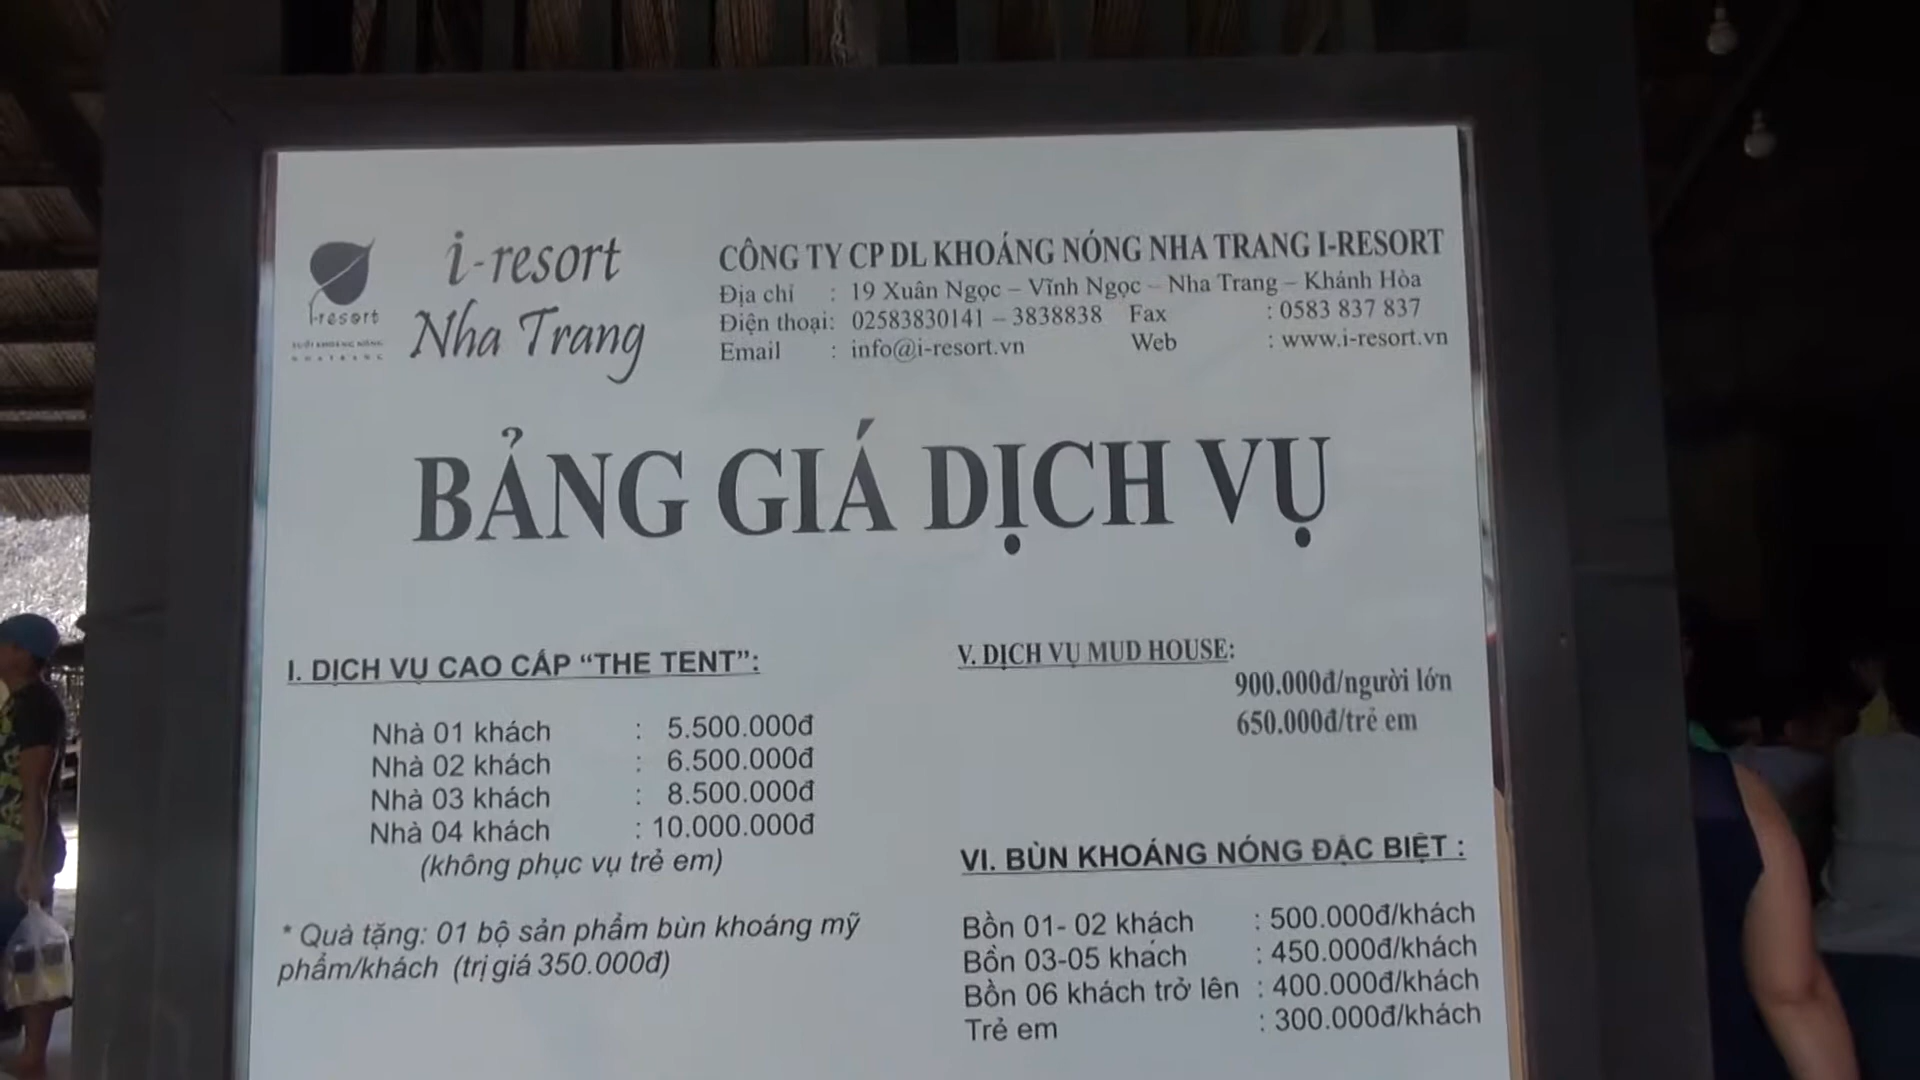 i-resort
SUỐI KHOÁNG NÓNG
NHA TRANG
i-resort
Nha Trang
CÔNG TY CP DL KHOÁNG NÓNG NHA TRANG I-RESORT
Địa chỉ : 19 Xuân Ngọc – Vĩnh Ngọc – Nha Trang – Khánh Hòa
Điện thoại: 02583830141 – 3838838 Fax : 0583 837 837
Email : info@i-resort.vn Web : www.i-resort.vn
BẢNG GIÁ DỊCH VỤ
I. DỊCH VỤ CAO CẤP “THE TENT”:
Nhà 01 khách : 5.500.000đ
Nhà 02 khách : 6.500.000đ
Nhà 03 khách : 8.500.000đ
Nhà 04 khách : 10.000.000đ
(không phục vụ trẻ em)
* Quà tặng: 01 bộ sản phẩm bùn khoáng mỹ
phẩm/khách (trị giá 350.000đ)
V. DỊCH VỤ MUD HOUSE:
900.000đ/người lớn
650.000đ/trẻ em
VI. BÙN KHOÁNG NÓNG ĐẶC BIỆT :
Bồn 01- 02 khách : 500.000đ/khách
Bồn 03-05 khách : 450.000đ/khách
Bồn 06 khách trở lên : 400.000đ/khách
Trẻ em : 300.000đ/khách